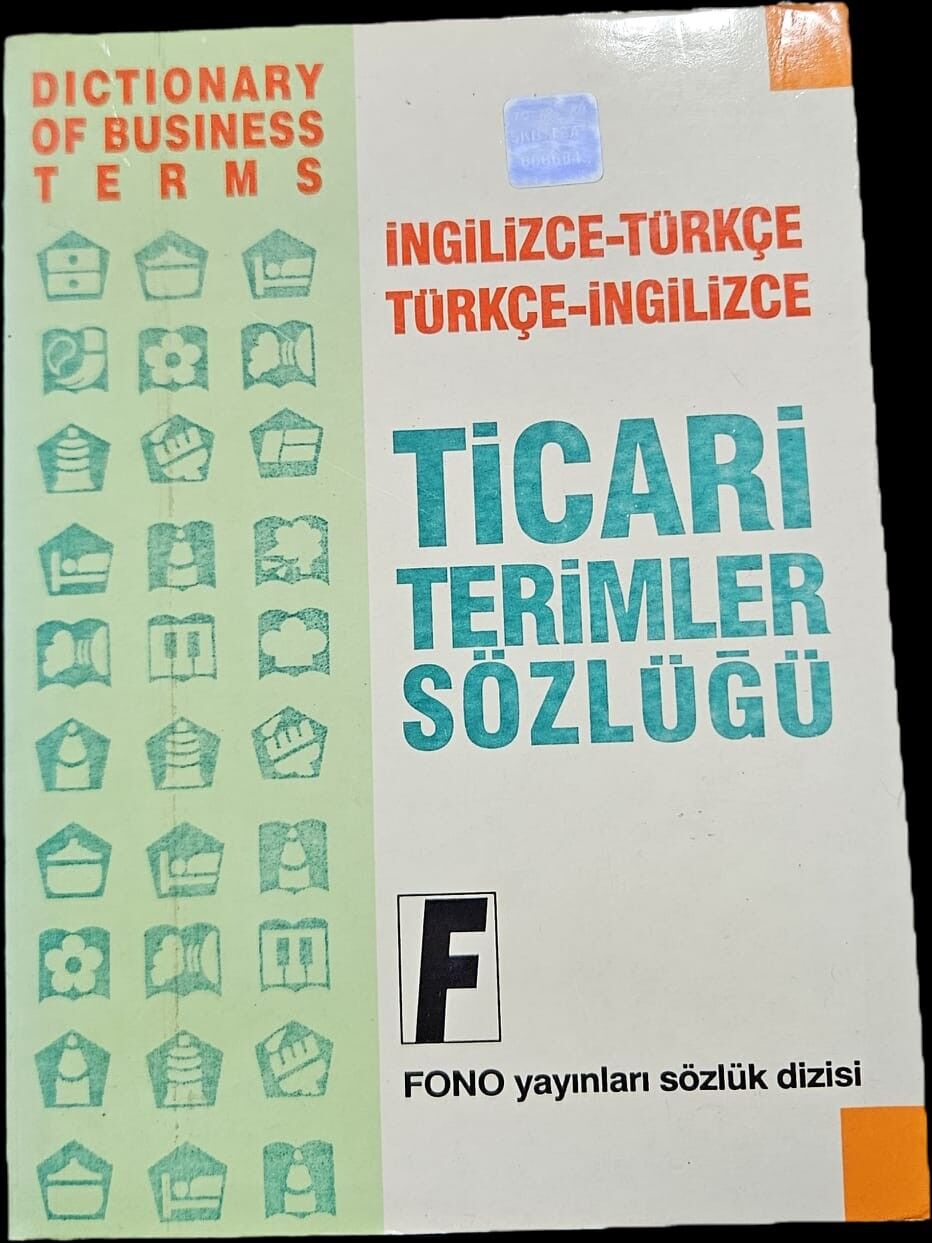 DICTIONARY
OF BUSINESS
TERMS
İNGİLİZCE-TÜRKÇE
TÜRKÇE-İNGİLİZCE
TİCARİ
TERİMLER
SÖZLÜĞÜ
F
FONO yayınları sözlük dizisi